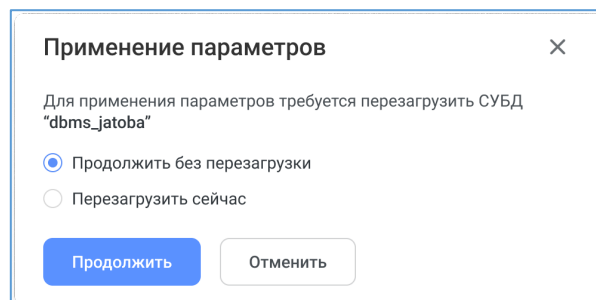 Применение параметров
Для применения параметров требуется перезагрузить СУБД
“dbms_jatoba”
Продолжить без перезагрузки
Перезагрузить сейчас
Продолжить
Отменить